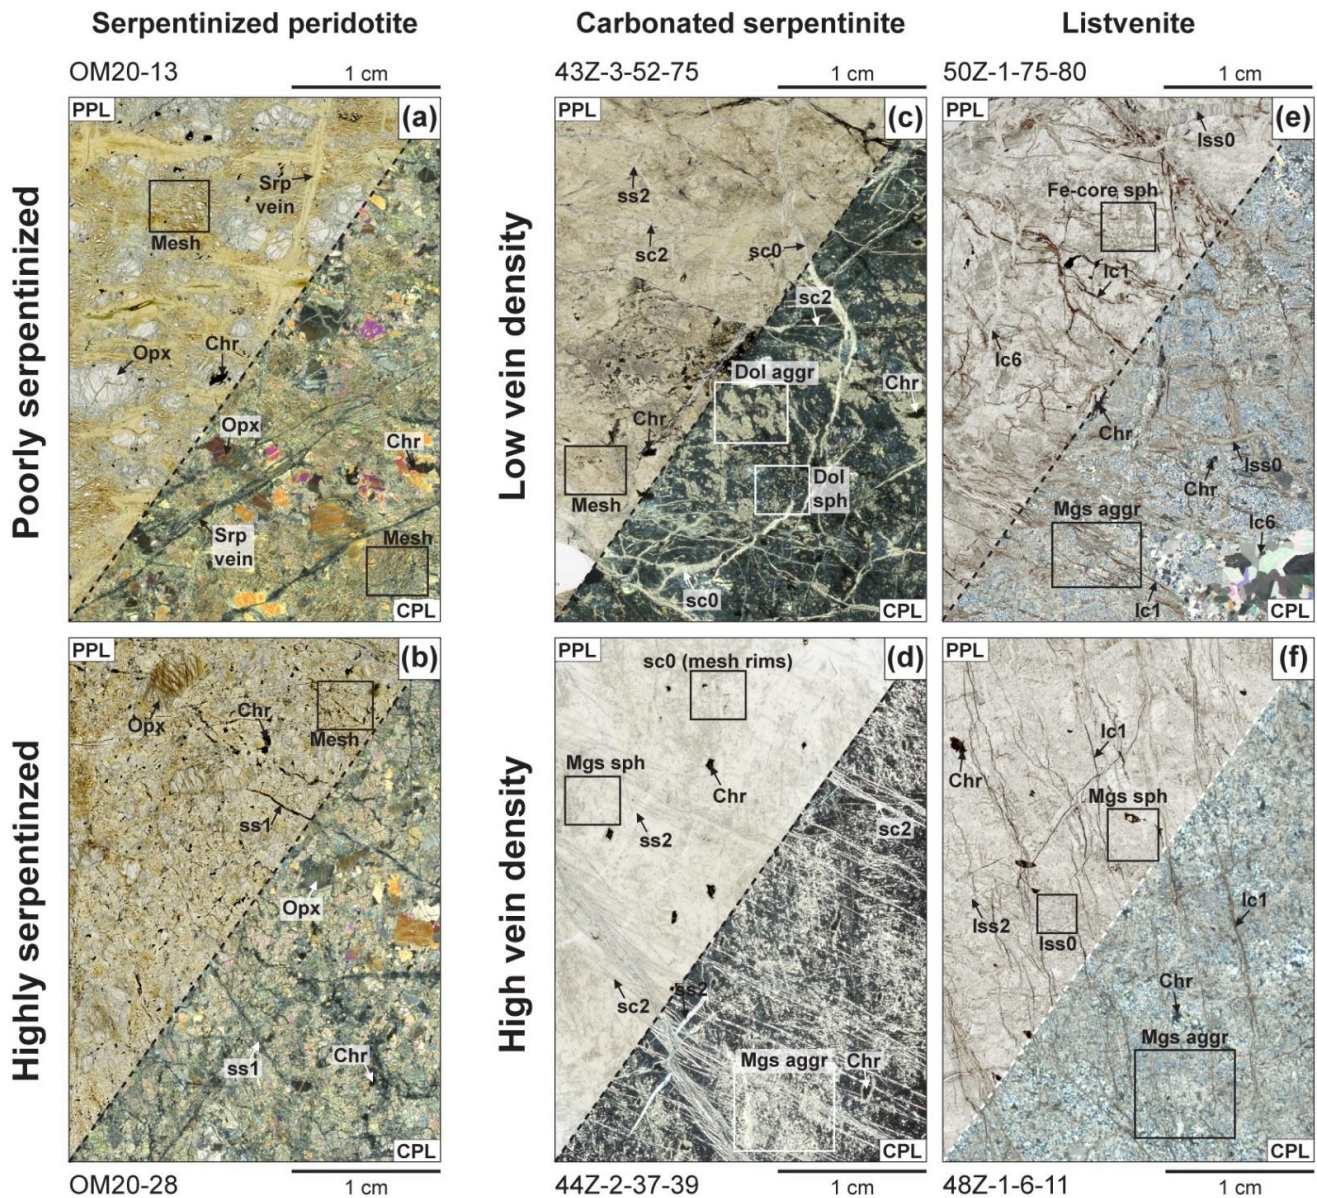 Serpentinized peridotite
Carbonated serpentinite
Listvenite
OM20-13
1 cm
43Z-3-52-75
1 cm
50Z-1-75-80
1 cm
Poorly serpentinized
PPL
(a)
Srp
vein
Mesh
Opx
Chr
Opx
Chr
Srp
vein
Mesh
CPL
Low vein density
PPL
(c)
ss2
sc2
sc0
sc2
Dol aggr
Chr
Chr
Mesh
Dol
sph
sc0
CPL
PPL
(e)
lss0
Fe-core sph
lc1
lc6
Chr
lss0
Chr
Mgs aggr
lc6
lc1
CPL
Highly serpentinzed
PPL
(b)
Opx
Chr
Mesh
ss1
Opx
ss1
Chr
CPL
High vein density
PPL
(d)
sc0 (mesh rims)
Mgs sph
Chr
ss2
sc2
sc2
ss2
Mgs aggr
Chr
CPL
PPL
(f)
lc1
Chr
Mgs sph
lss2
lss0
lc1
Chr
Mgs aggr
CPL
OM20-28
1 cm
44Z-2-37-39
1 cm
48Z-1-6-11
1 cm